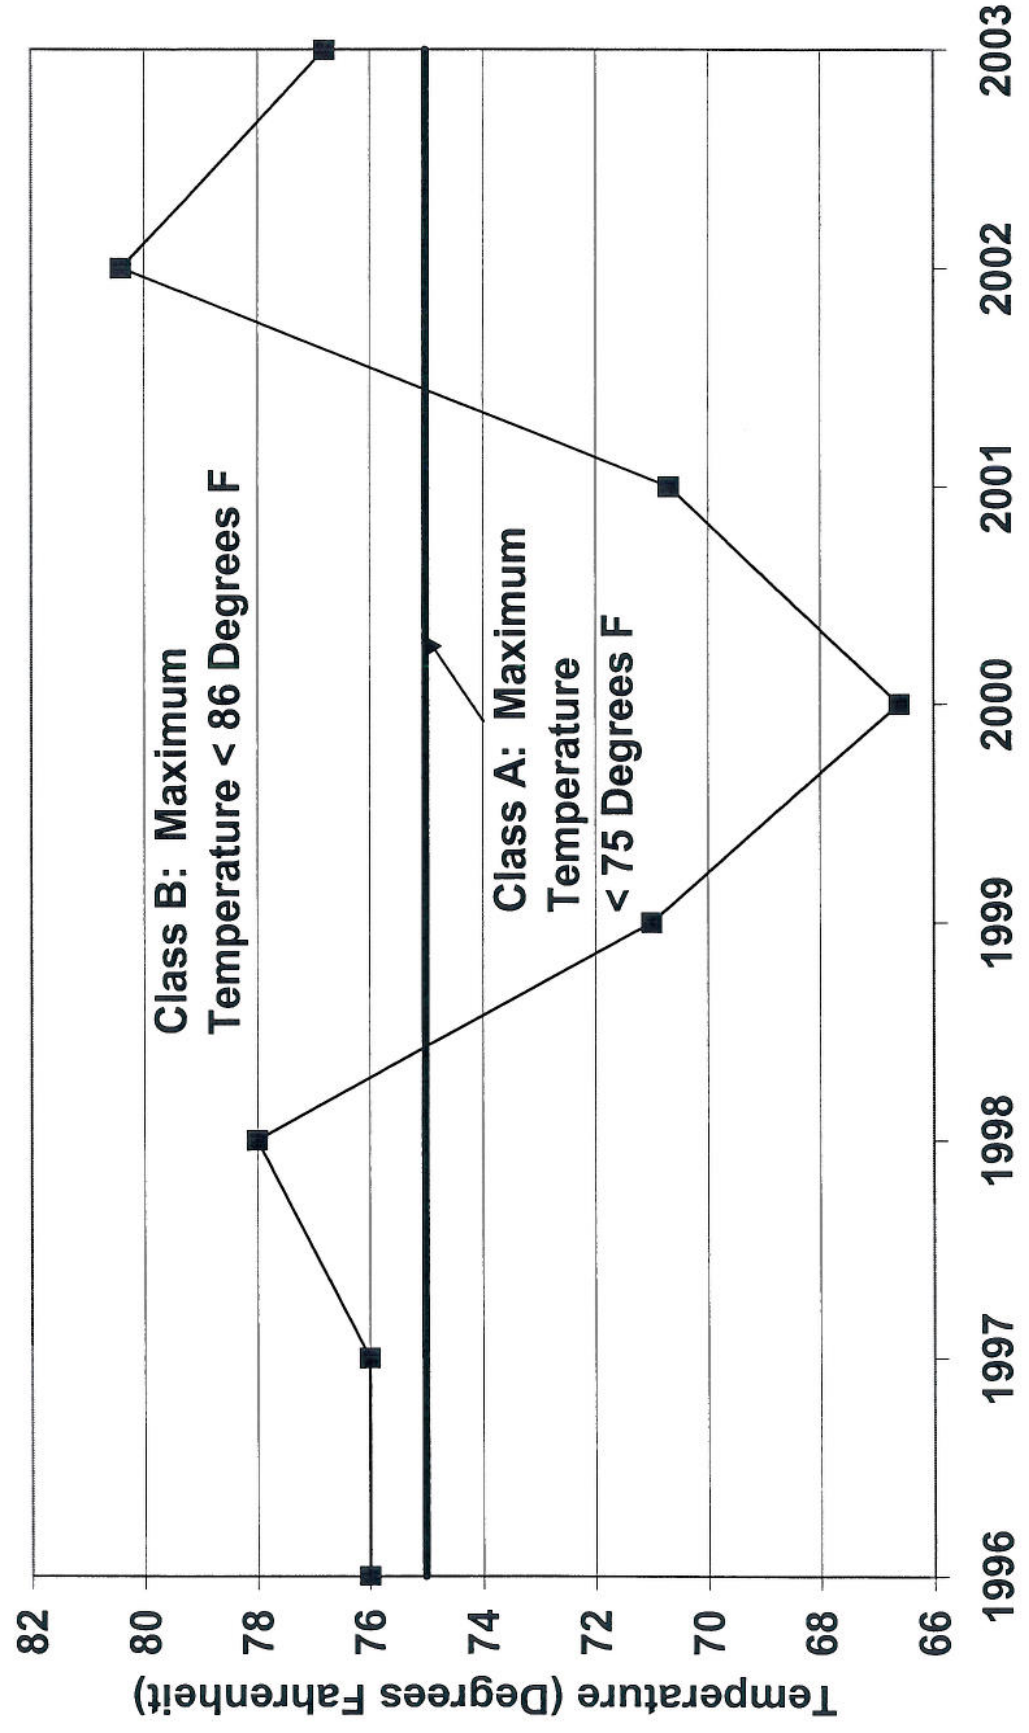 Temperature (Degrees Fahrenheit)
82
80
78
76
74
72
70
68
66
Class B: Maximum
Temperature < 86 Degrees F
Class A: Maximum
Temperature
< 75 Degrees F
1996
1997
1998
1999
2000
2001
2002
2003